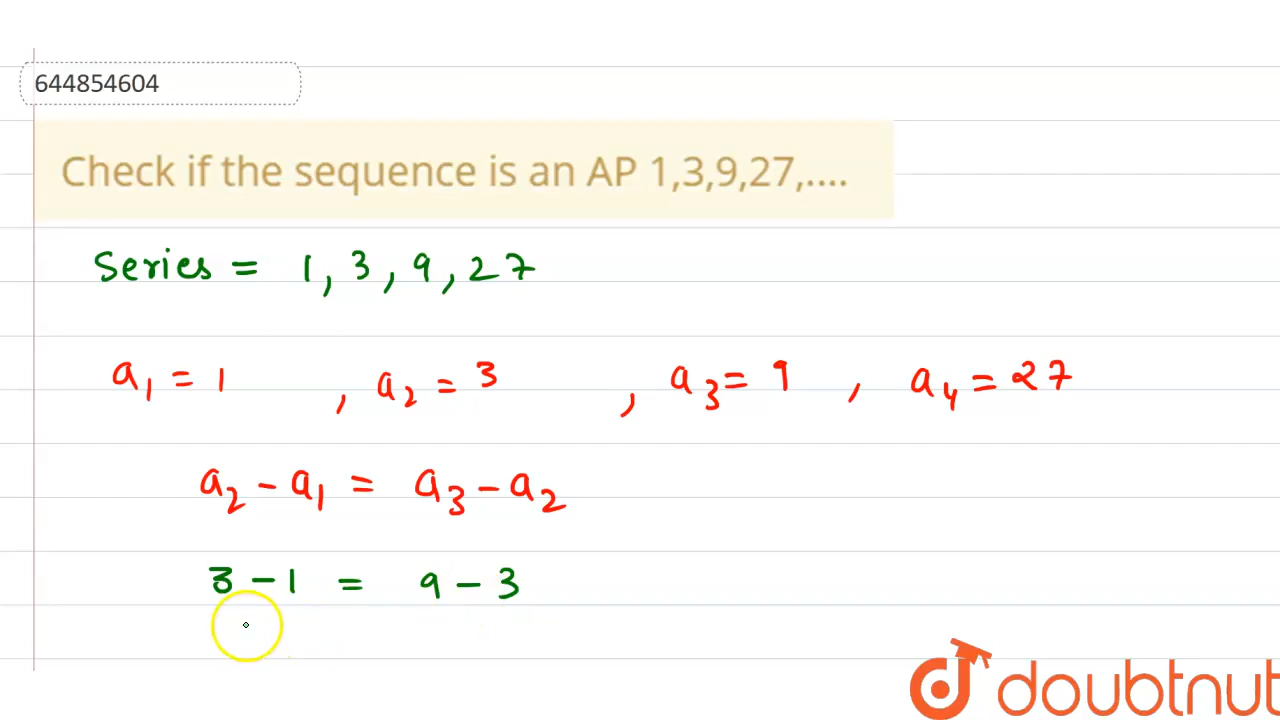 644854604
Check if the sequence is an AP 1,3,9,27,....
Series = 1, 3, 9, 27
a1 = 1 , a2 = 3 , a3 = 9 , a4 = 27
a2 - a1 = a3 - a2
3 - 1 = 9 - 3
doubtnut